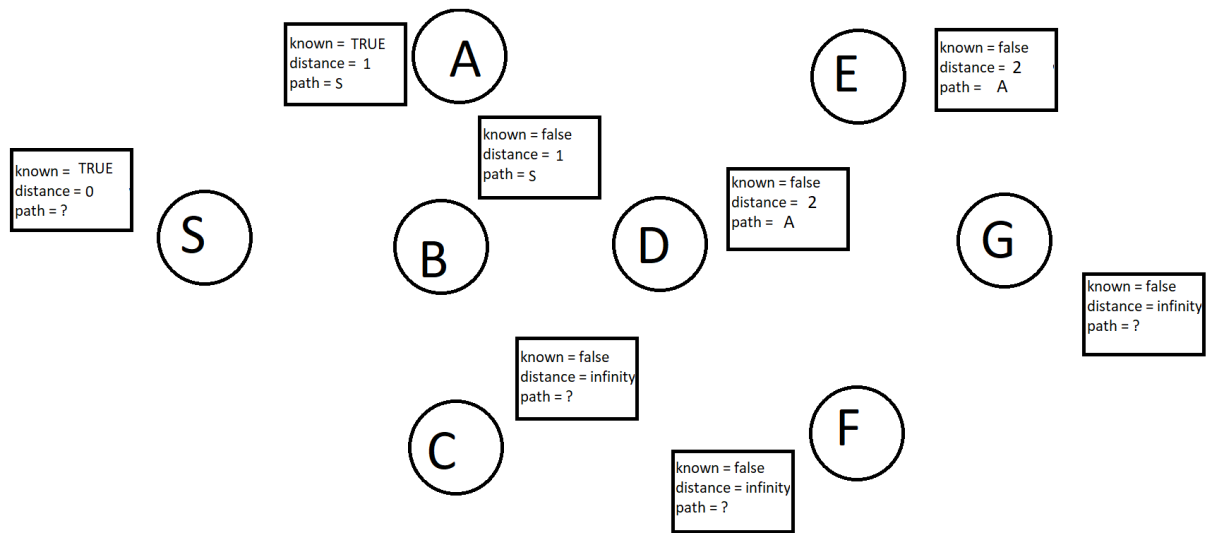 known = TRUE
distance = 1
path = S
A
E
known = false
distance = 2
path = A
known = false
distance = 1
path = S
known = TRUE
distance = 0
path = ?
S
B
D
known = false
distance = 2
path = A
G
known = false
distance = infinity
path = ?
known = false
distance = infinity
path = ?
C
F
known = false
distance = infinity
path = ?